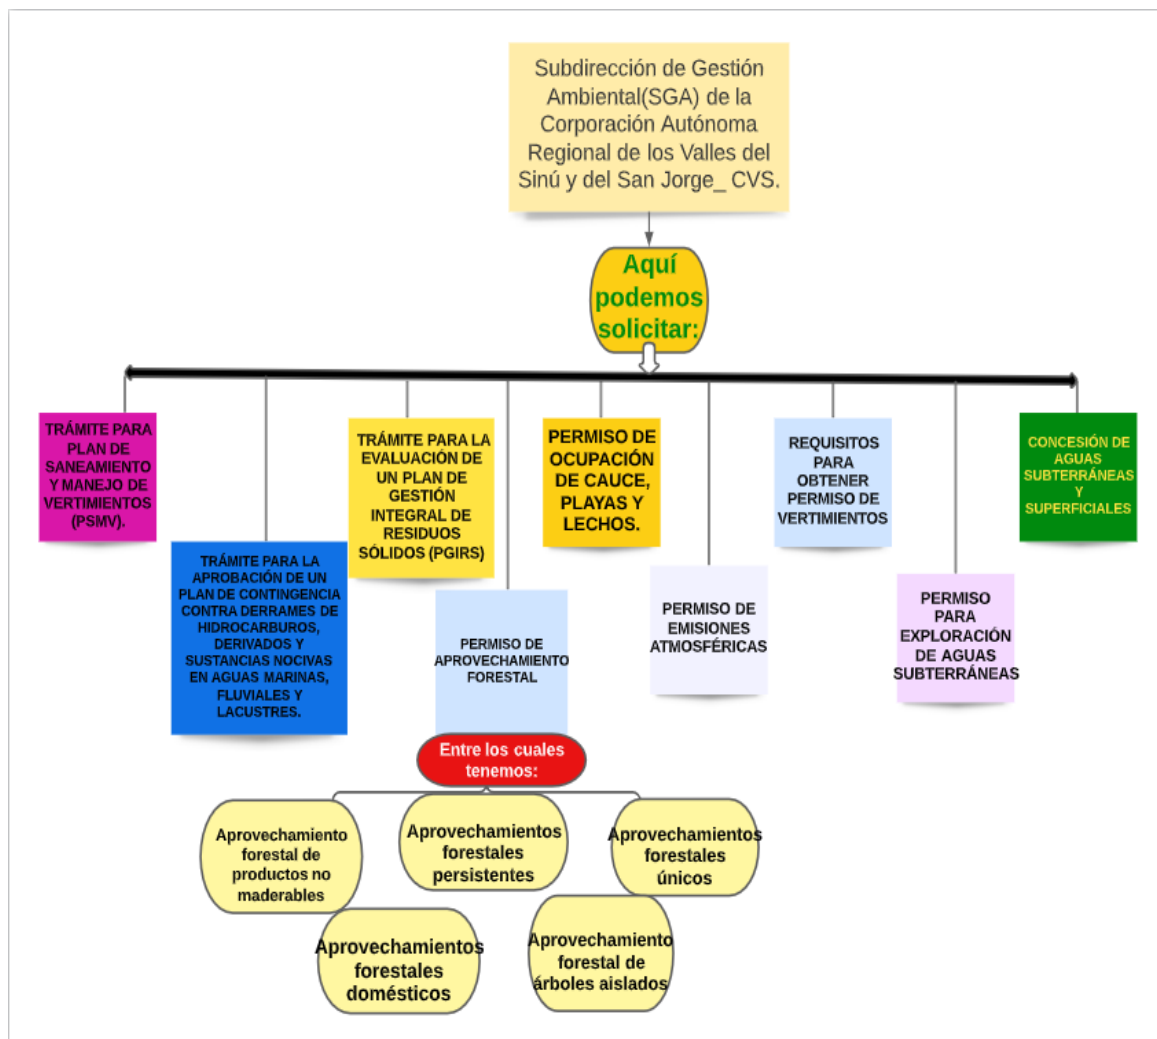 Subdirección de Gestión
Ambiental(SGA) de la
Corporación Autónoma
Regional de los Valles del
Sinú y del San Jorge_ CVS.
Aquí
podemos
solicitar:
TRÁMITE PARA
PLAN DE
SANEAMIENTO
Y MANEJO DE
VERTIMIENTOS
(PSMV).
TRÁMITE PARA LA
APROBACIÓN DE UN
PLAN DE CONTINGENCIA
CONTRA DERRAMES DE
HIDROCARBUROS,
DERIVADOS Y
SUSTANCIAS NOCIVAS
EN AGUAS MARINAS,
FLUVIALES Y
LACUSTRES.
TRÁMITE PARA LA
EVALUACIÓN DE
UN PLAN DE
GESTIÓN
INTEGRAL DE
RESIDUOS
SÓLIDOS (PGIRS)
PERMISO DE
APROVECHAMIENTO
FORESTAL
PERMISO DE
OCUPACIÓN
DE CAUCE,
PLAYAS Y
LECHOS.
PERMISO DE
EMISIONES
ATMOSFÉRICAS
REQUISITOS
PARA
OBTENER
PERMISO DE
VERTIMIENTOS
PERMISO
PARA
EXPLORACIÓN
DE AGUAS
SUBTERRÁNEAS
CONCESIÓN DE
AGUAS
SUBTERRÁNEAS
Y
SUPERFICIALES
Entre los cuales
tenemos:
Aprovechamiento
forestal de
productos no
maderables
Aprovechamientos
forestales
persistentes
Aprovechamientos
forestales
únicos
Aprovechamientos
forestales
domésticos
Aprovechamiento
forestal de
árboles aislados